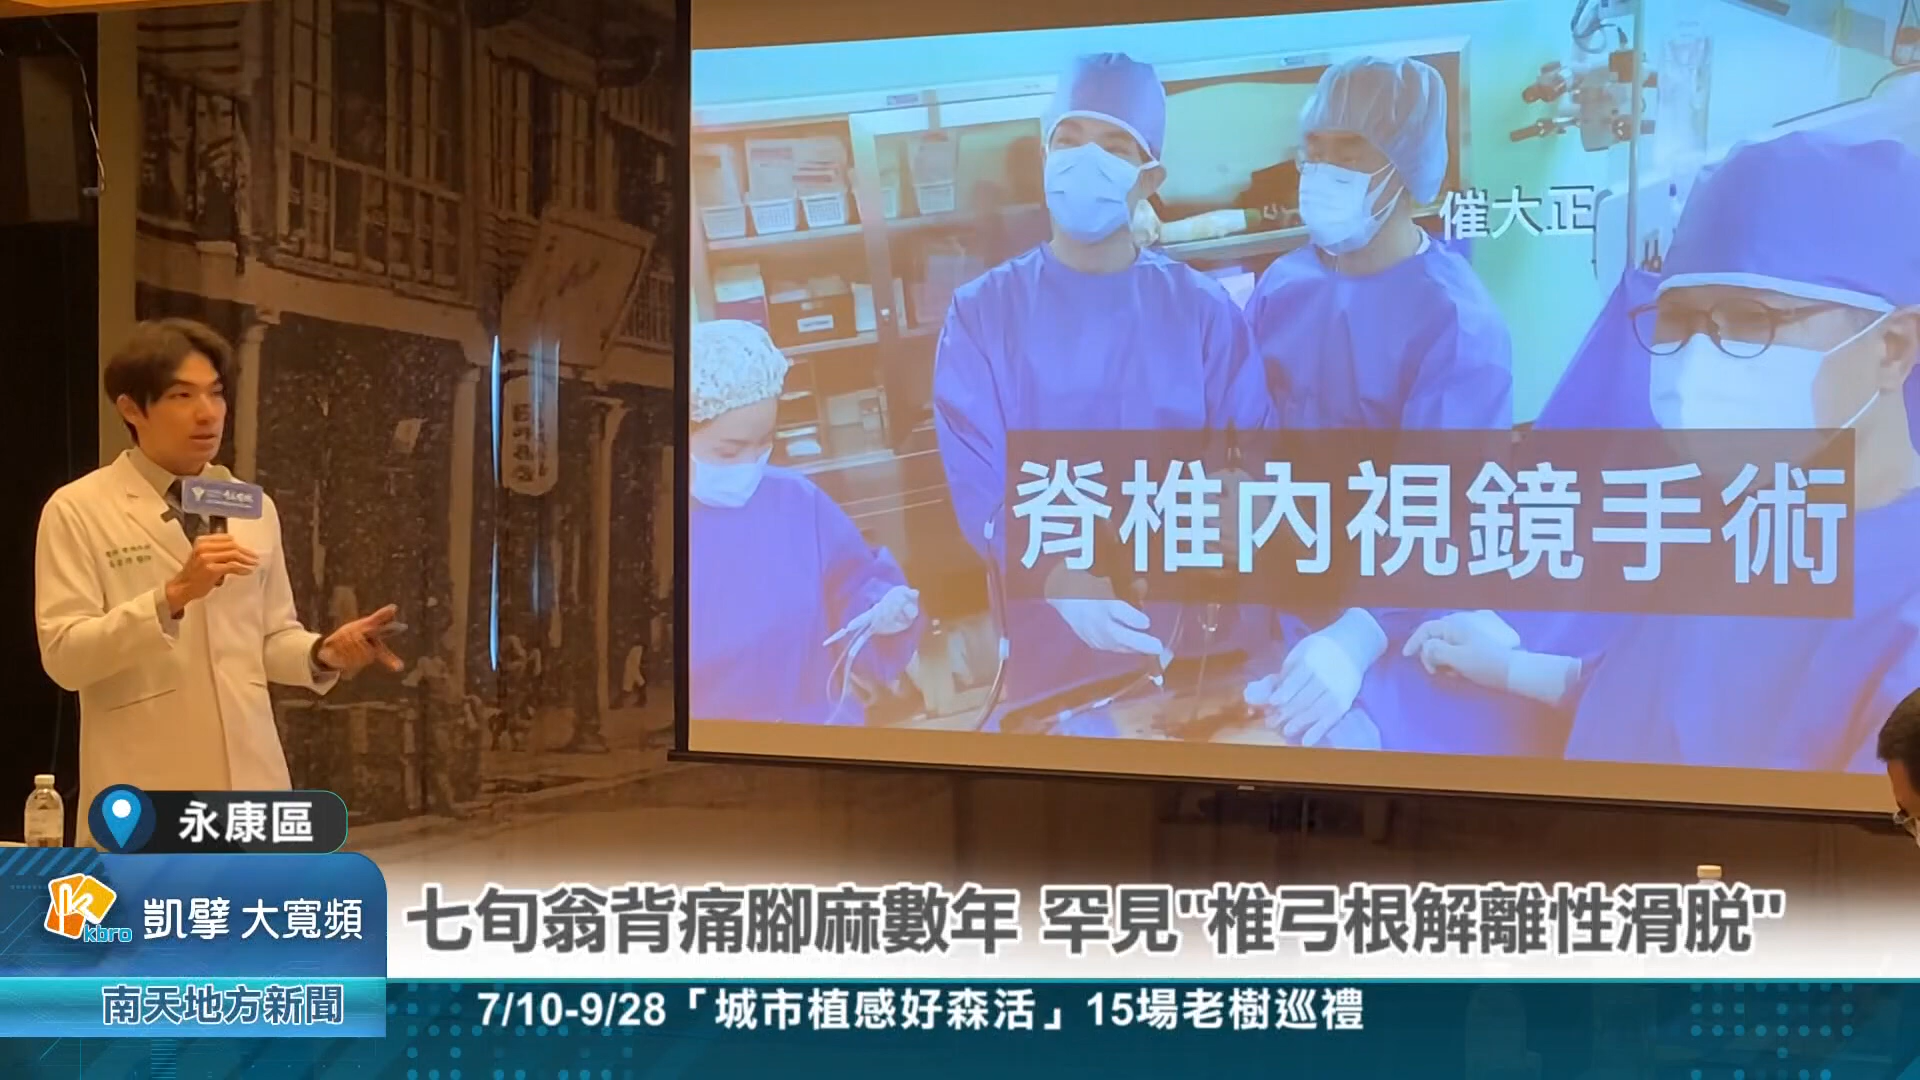 催大正
脊椎內視鏡手術
永康區
kbro 凱擘大寬頻
七旬翁背痛腳麻數年 罕見"椎弓根解離性滑脫"
南天地方新聞
7/10-9/28「城市植感好森活」15場老樹巡禮